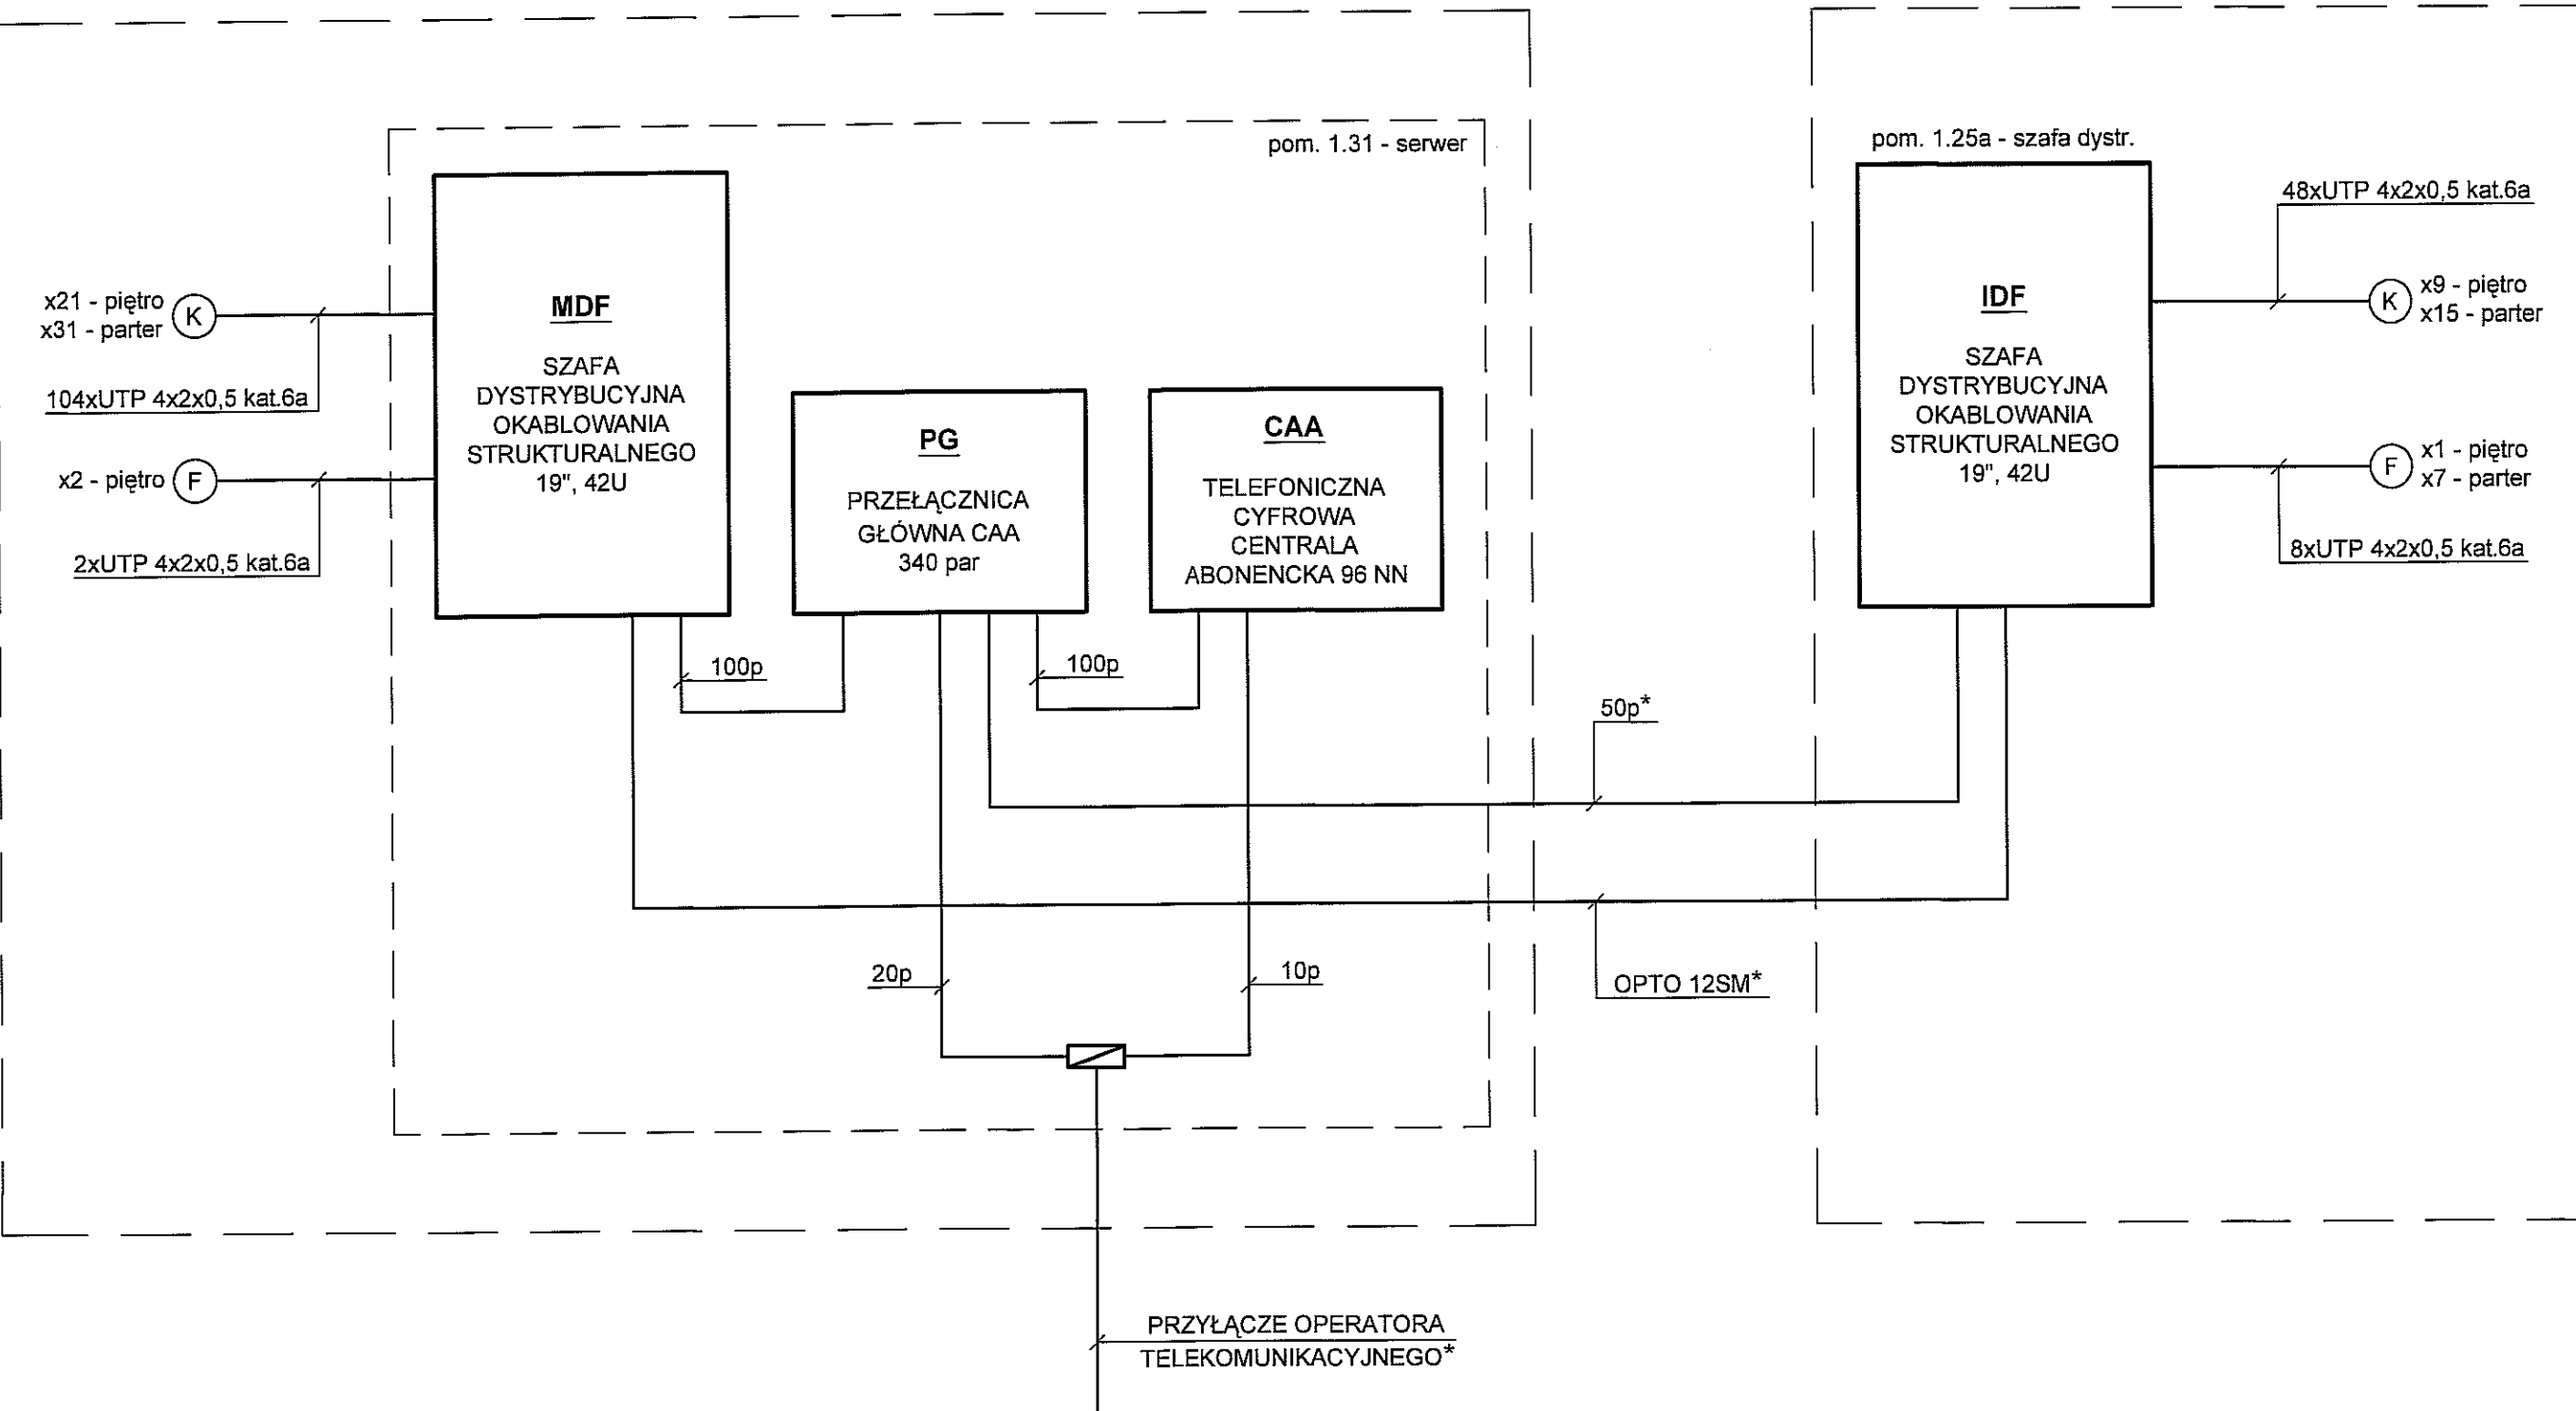 pom. 1.31 - serwer
x21 - piętro
x31 - parter
K
104xUTP 4x2x0,5 kat.6a
x2 - piętro
F
2xUTP 4x2x0,5 kat.6a
MDF
SZAFA
DYSTRYBUCYJNA
OKABLOWANIA
STRUKTURALNEGO
19", 42U
PG
PRZEŁĄCZNICA
GŁÓWNA CAA
340 par
CAA
TELEFONICZNA
CYFROWA
CENTRALA
ABONENCKA 96 NN
100p
100p
20p
10p
50p*
OPTO 12SM*
PRZYŁĄCZE OPERATORA
TELEKOMUNIKACYJNEGO*
pom. 1.25a - szafa dystr.
IDF
SZAFA
DYSTRYBUCYJNA
OKABLOWANIA
STRUKTURALNEGO
19", 42U
48xUTP 4x2x0,5 kat.6a
K
x9 - piętro
x15 - parter
F
x1 - piętro
x7 - parter
8xUTP 4x2x0,5 kat.6a